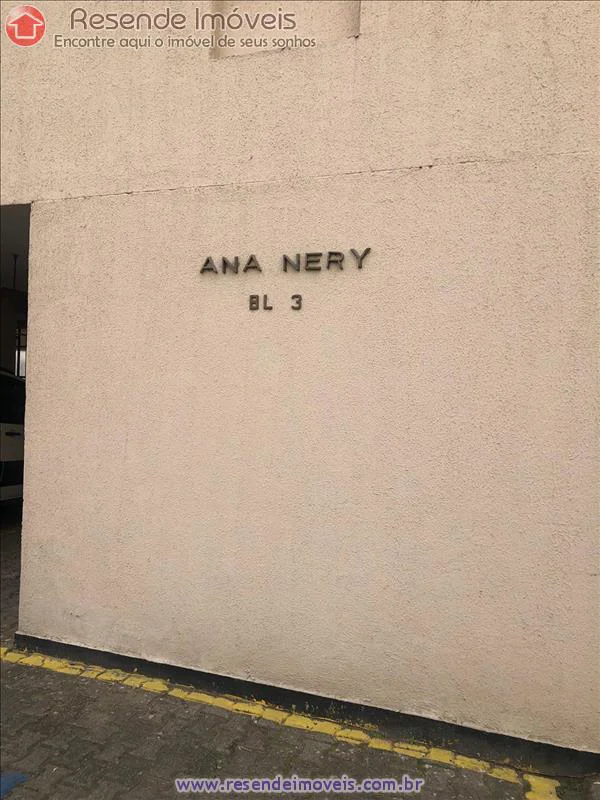 Resende Imóveis
Encontre aqui o imóvel de seus sonhos
ANA NERY
BL 3
www.resendeimoveis.com.br